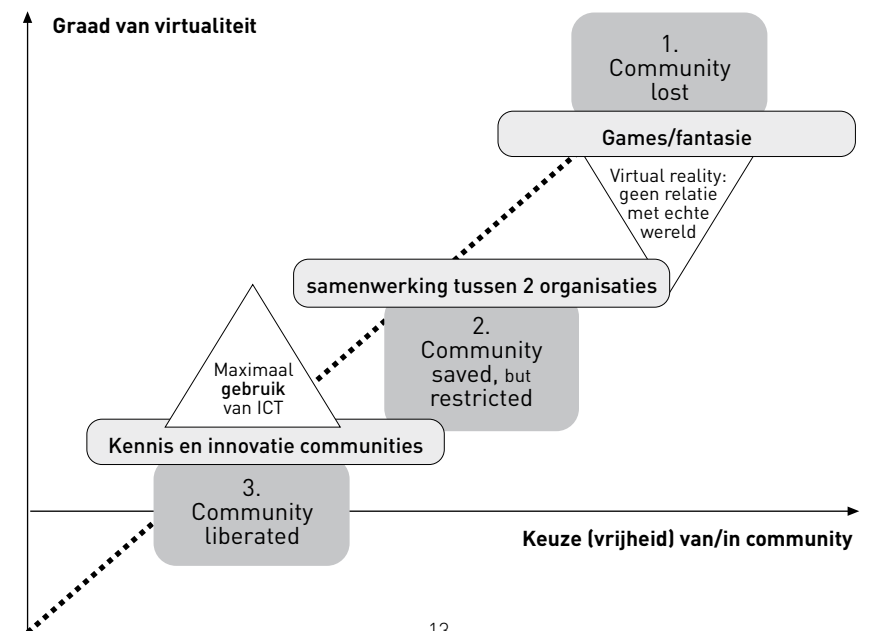 Graad van virtualiteit
1.
Community
lost
Games/fantasie
Virtual reality:
geen relatie
met echte
wereld
samenwerking tussen 2 organisaties
2.
Community
saved, but
restricted
Maximaal
gebruik
van ICT
Kennis en innovatie communities
3.
Community
liberated
Keuze (vrijheid) van/in community
13